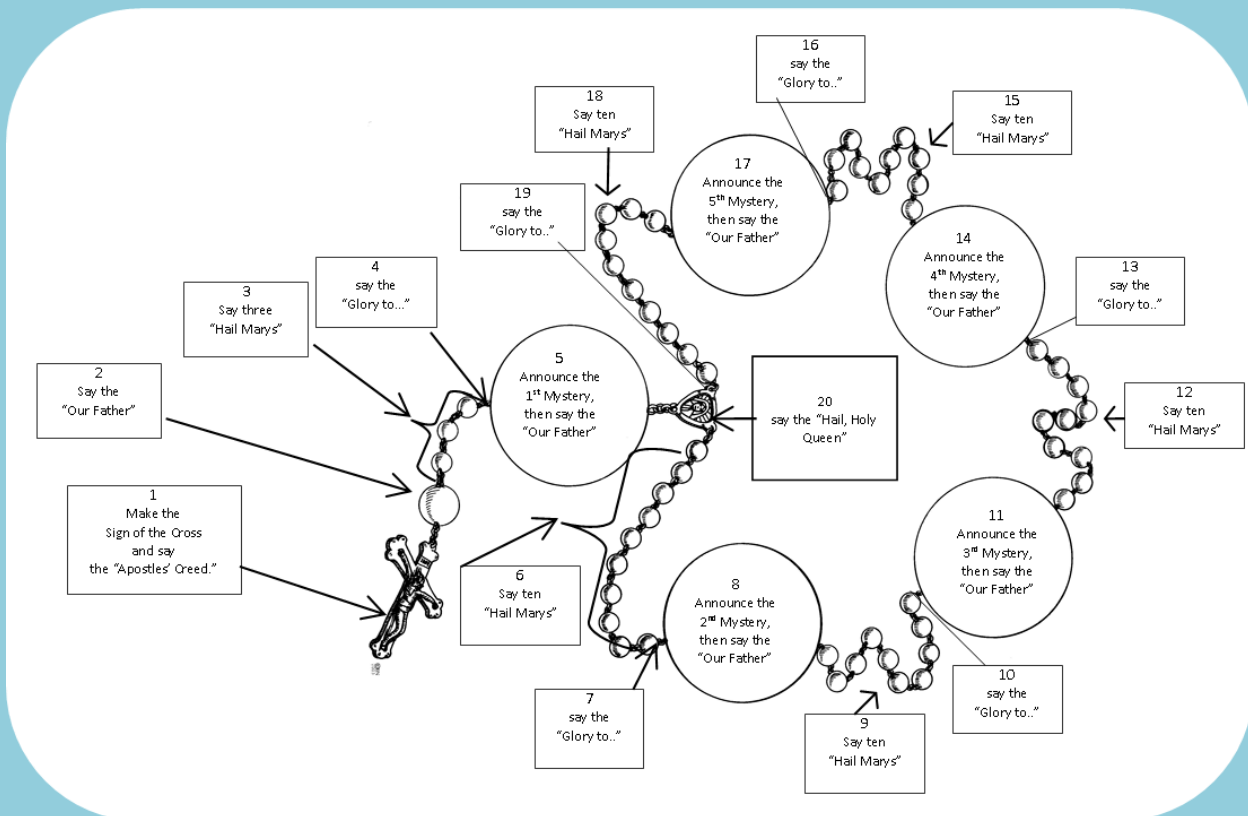 1
Make the
Sign of the Cross
and say
the “Apostles’ Creed.”
2
Say the
“Our Father”
3
Say three
“Hail Marys”
4
say the
“Glory to...”
5
Announce the
1st Mystery,
then say the
“Our Father”
6
Say ten
“Hail Marys”
7
say the
“Glory to..”
8
Announce the
2nd Mystery,
then say the
“Our Father”
9
Say ten
“Hail Marys”
10
say the
“Glory to..”
11
Announce the
3rd Mystery,
then say the
“Our Father”
12
Say ten
“Hail Marys”
13
say the
“Glory to..”
14
Announce the
4th Mystery,
then say the
“Our Father”
15
Say ten
“Hail Marys”
16
say the
“Glory to..”
17
Announce the
5th Mystery,
then say the
“Our Father”
18
Say ten
“Hail Marys”
19
say the
“Glory to..”
20
say the “Hail, Holy
Queen”